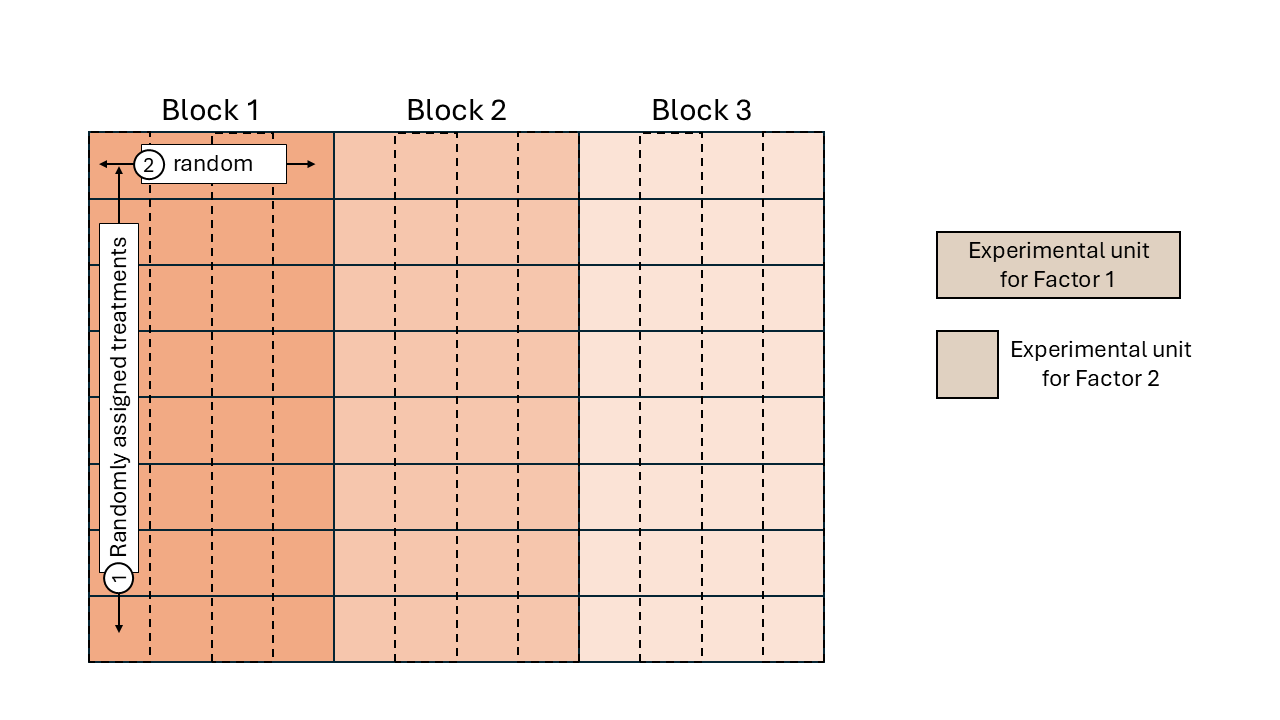 Block 1
Block 2
Block 3
2
random
1
Randomly assigned treatments
Experimental unit
for Factor 1
Experimental unit
for Factor 2